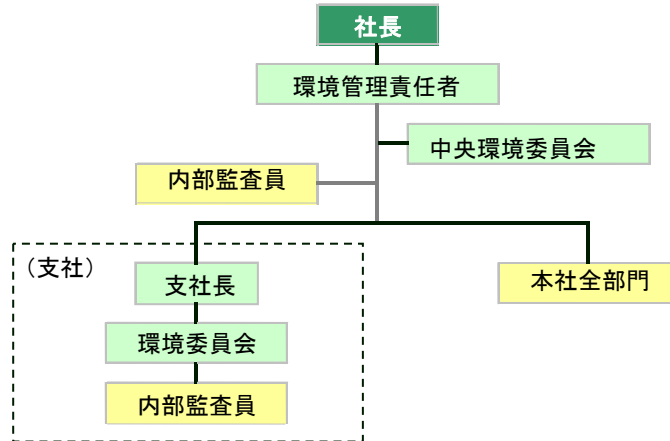 社長
環境管理責任者
中央環境委員会
内部監査員
（支社）
支社長
本社全部門
環境委員会
内部監査員